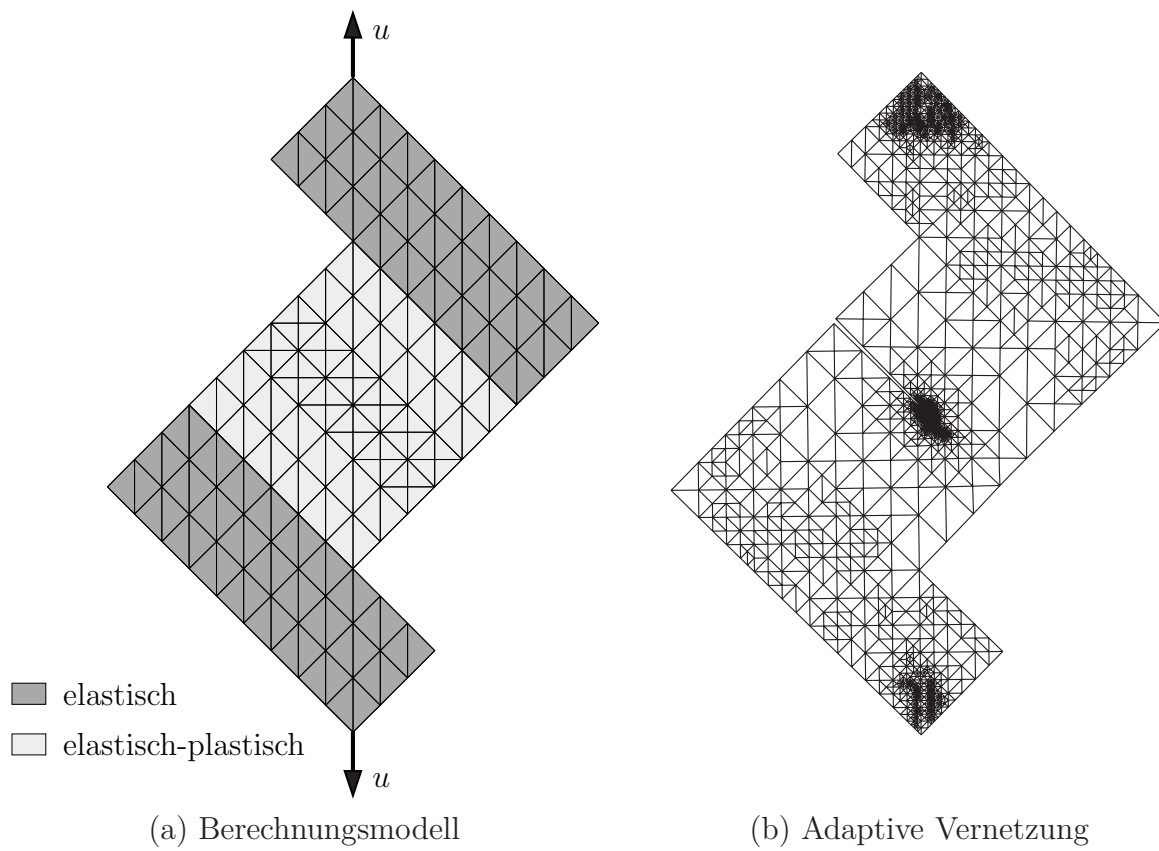 u
elastisch
elastisch-plastisch
u
(a) Berechnungsmodell
(b) Adaptive Vernetzung